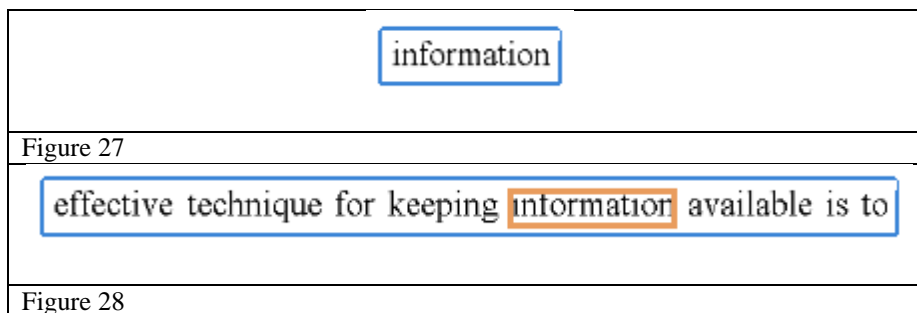 information
Figure 27
effective technique for keeping information available is to
Figure 28